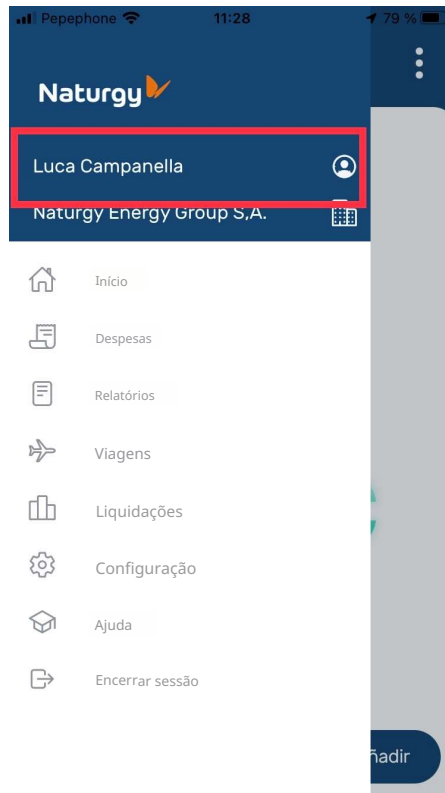 Pepephone 11:28 79 %
Naturgy
Luca Campanella
Naturgy Energy Group S,A.
Início
Despesas
Relatórios
Viagens
Liquidações
Configuração
Ajuda
Encerrar sessão
ñadir